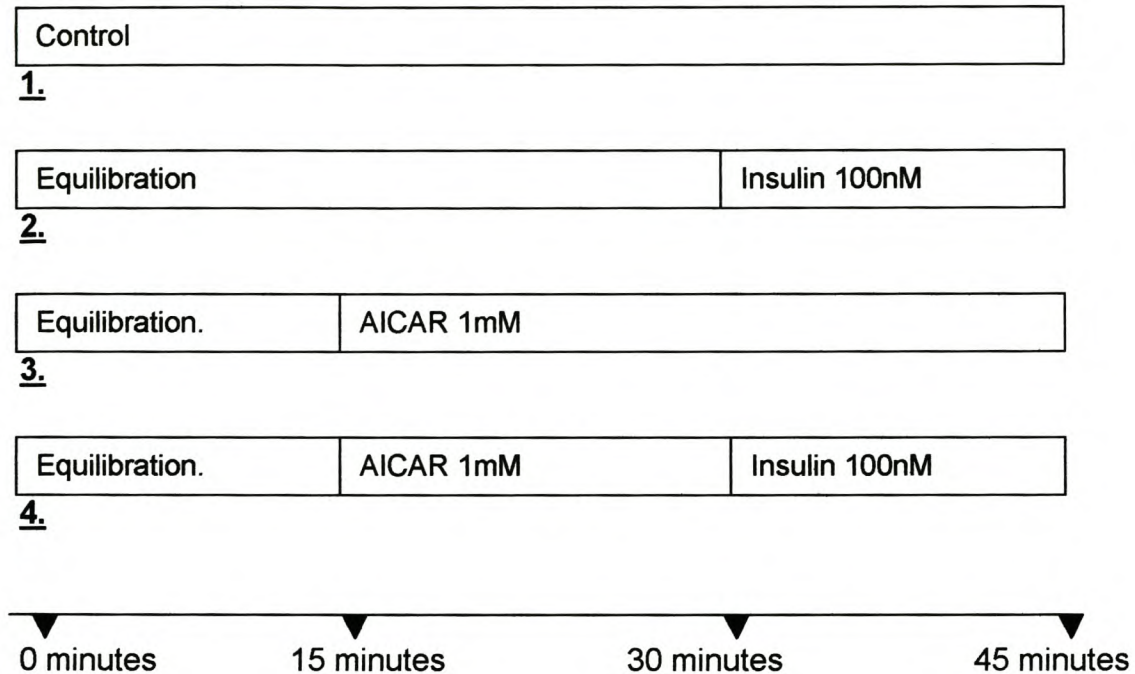 Control
1.
Equilibration Insulin 100nM
2.
Equilibration. AICAR 1mM
3.
Equilibration. AICAR 1mM Insulin 100nM
4.
0 minutes 15 minutes 30 minutes 45 minutes